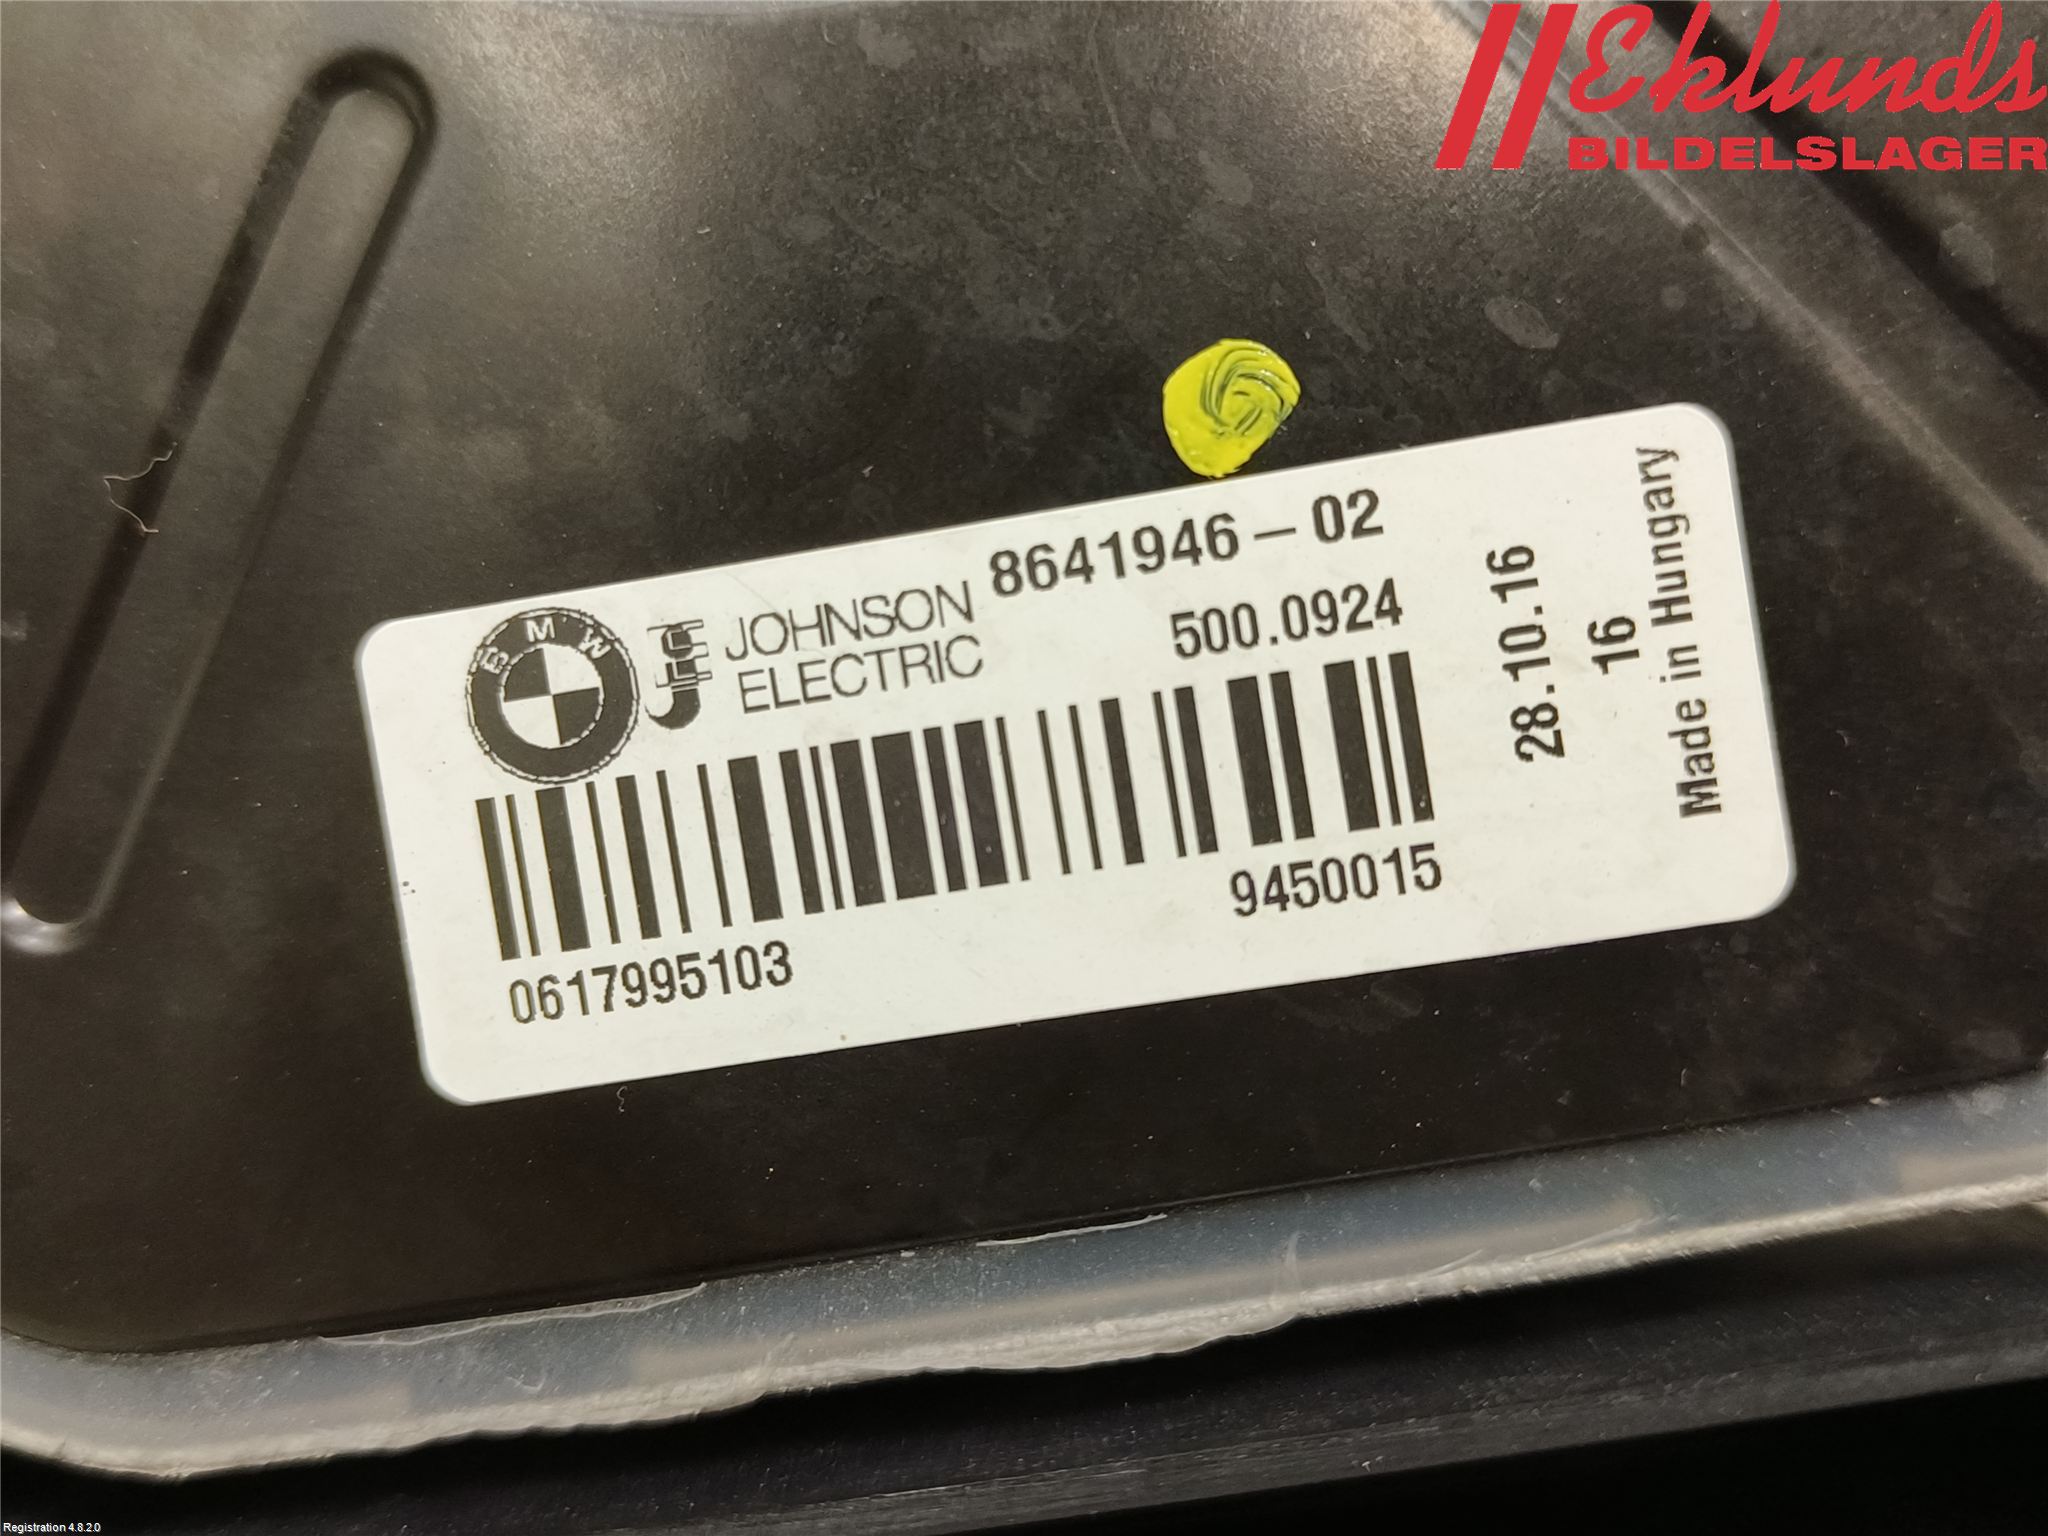 Eklunds
BILDELSLAGER
BMW
JOHNSON
ELECTRIC
8641946-02
500.0924
0617995103
9450015
28.10.16
16
Made in Hungary
Registration 4.8.2.0